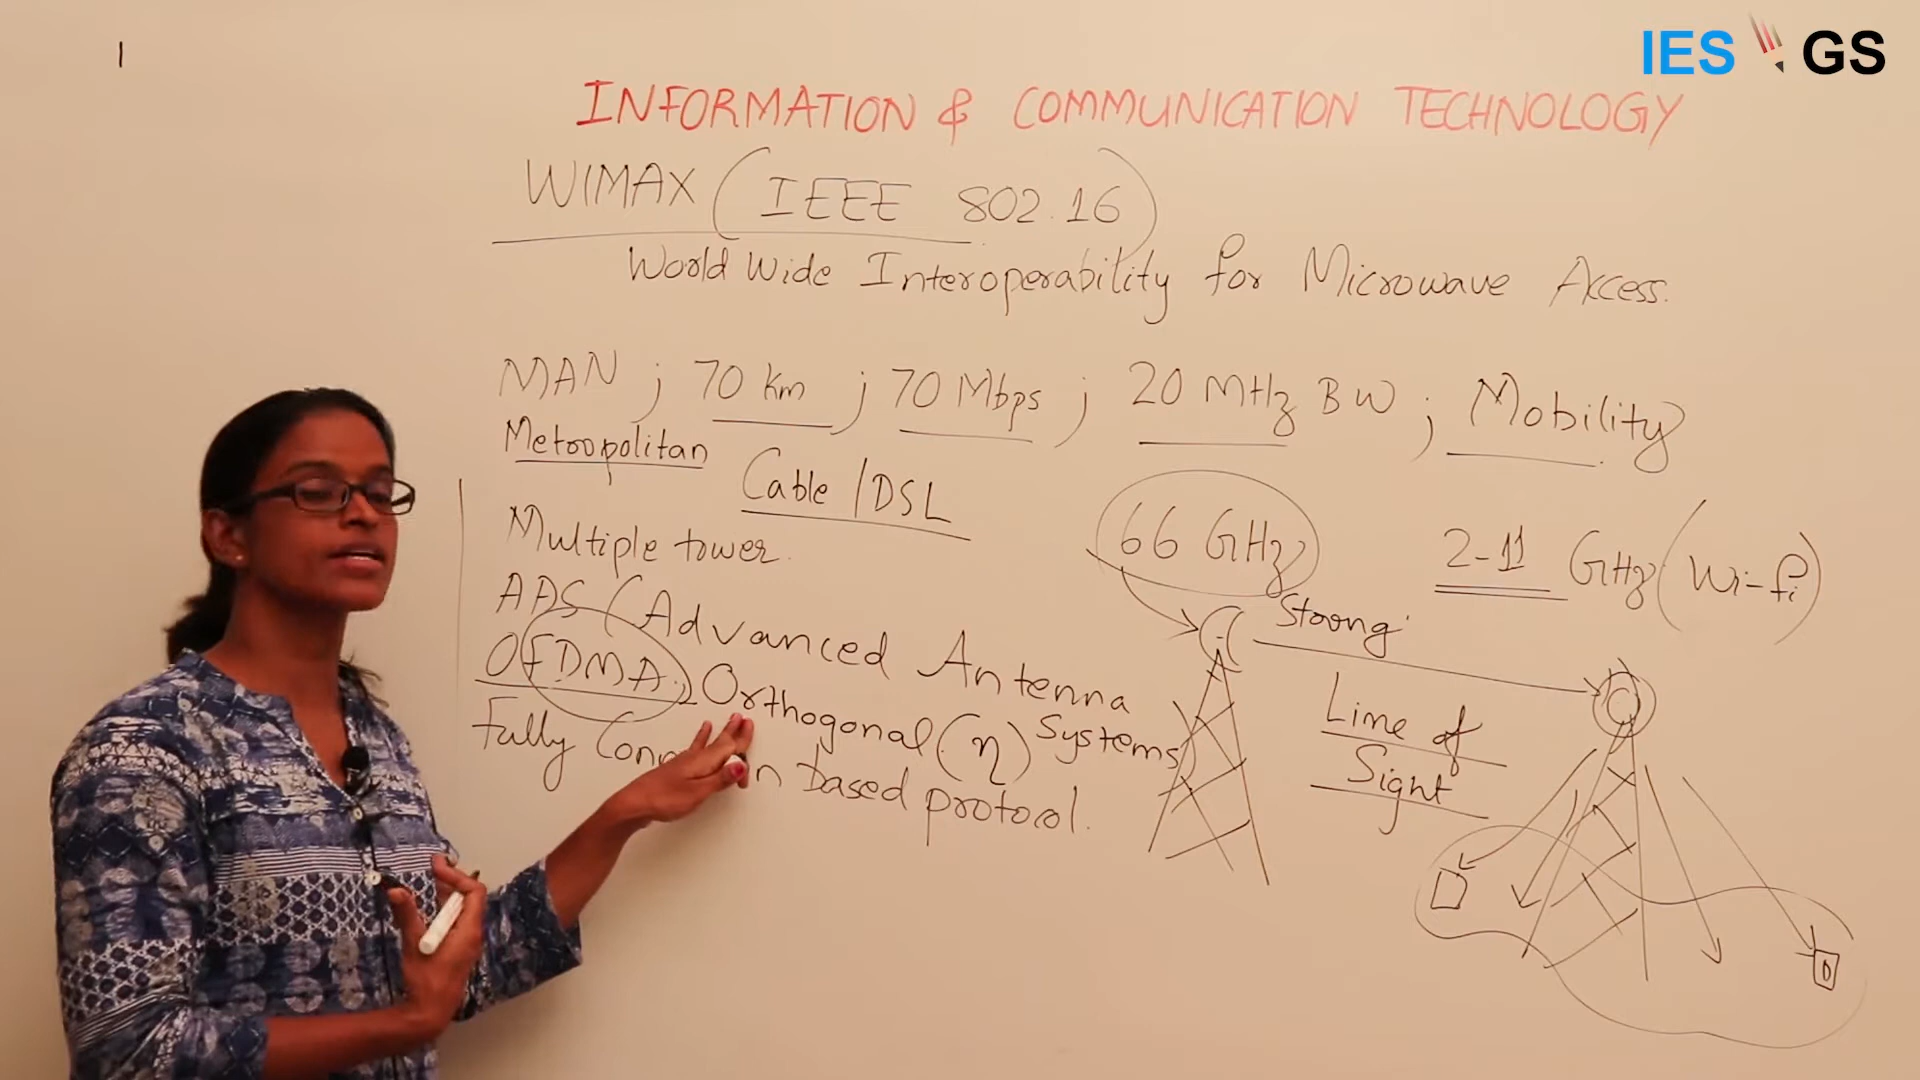 IES GS
INFORMATION & COMMUNICATION TECHNOLOGY
WIMAX (IEEE 802.16)
World Wide Interoperability for Microwave Access.
MAN ; 70 km ; 70 Mbps ; 20 MHz BW ; Mobility
Metropolitan
Cable / DSL
66 GHz
2-11 GHz (Wi-fi)
Multiple tower.
AAS (Advanced Antenna Systems)
Strong
OFDMA Orthogonal (η)
Line of
Sight
Fully based protocol.